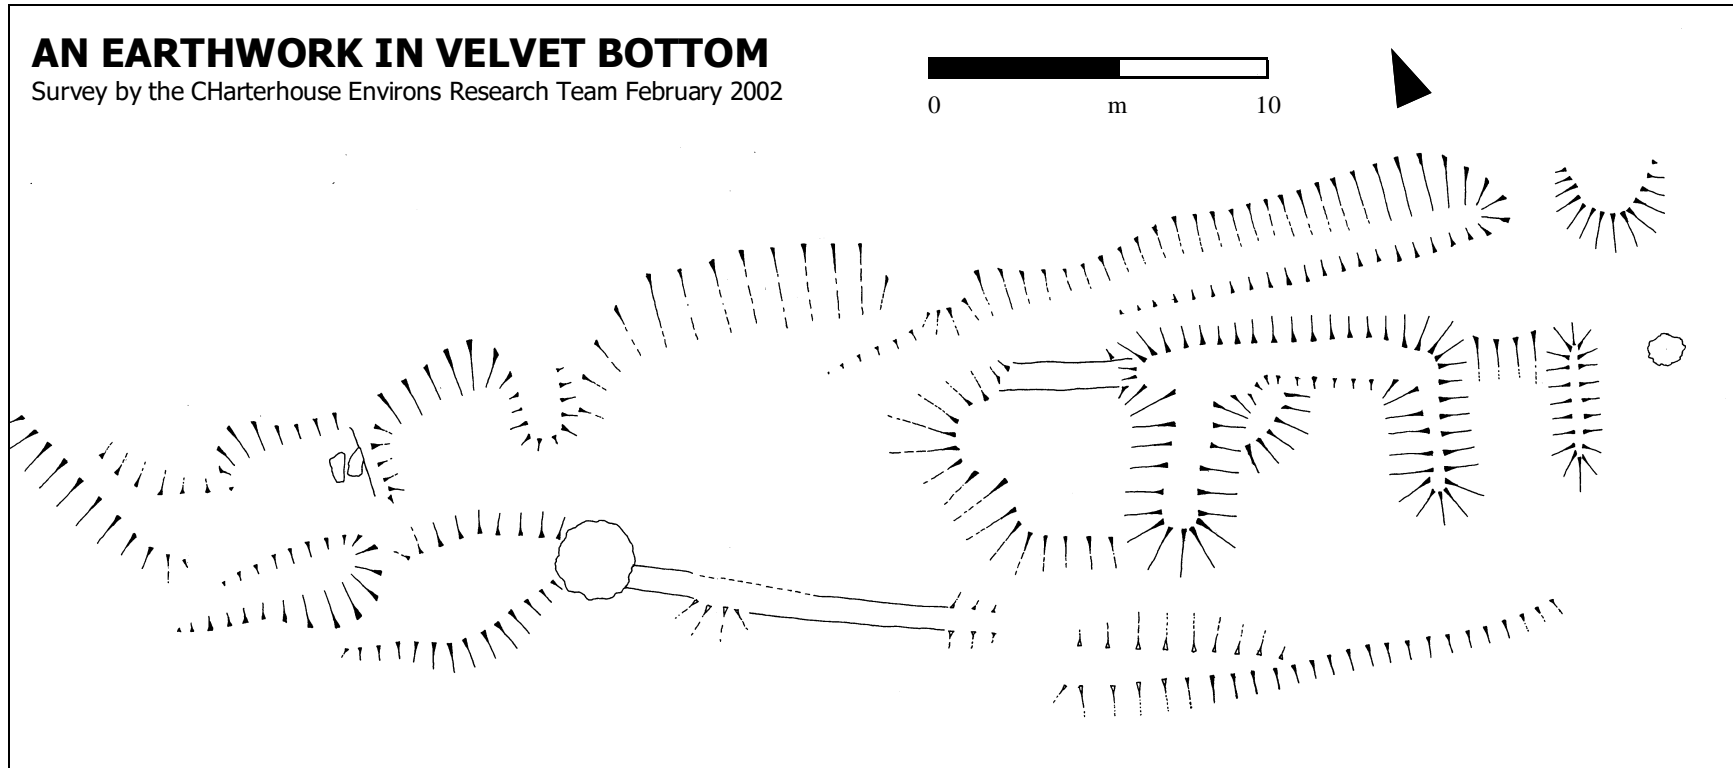 AN EARTHWORK IN VELVET BOTTOM
Survey by the CHarterhouse Environs Research Team February 2002
0 m 10